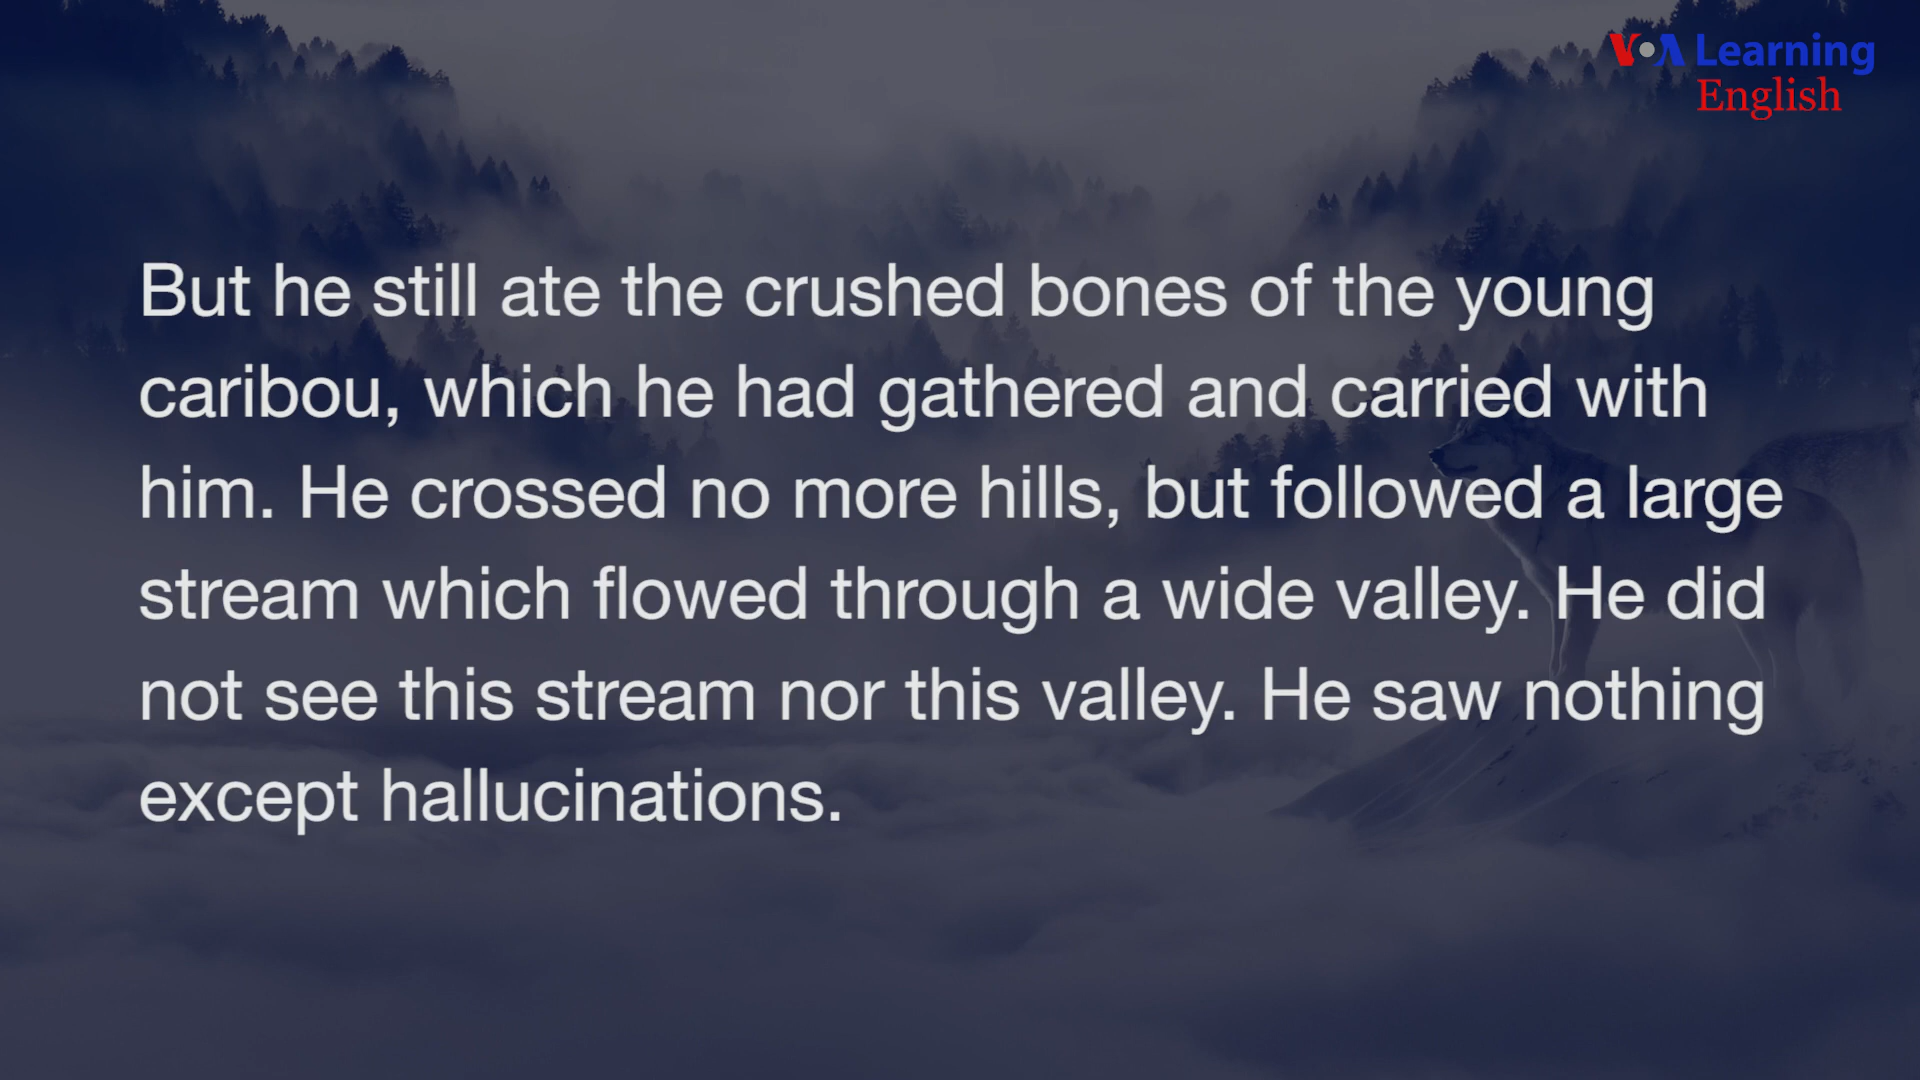 VOA Learning
English
But he still ate the crushed bones of the young
caribou, which he had gathered and carried with
him. He crossed no more hills, but followed a large
stream which flowed through a wide valley. He did
not see this stream nor this valley. He saw nothing
except hallucinations.